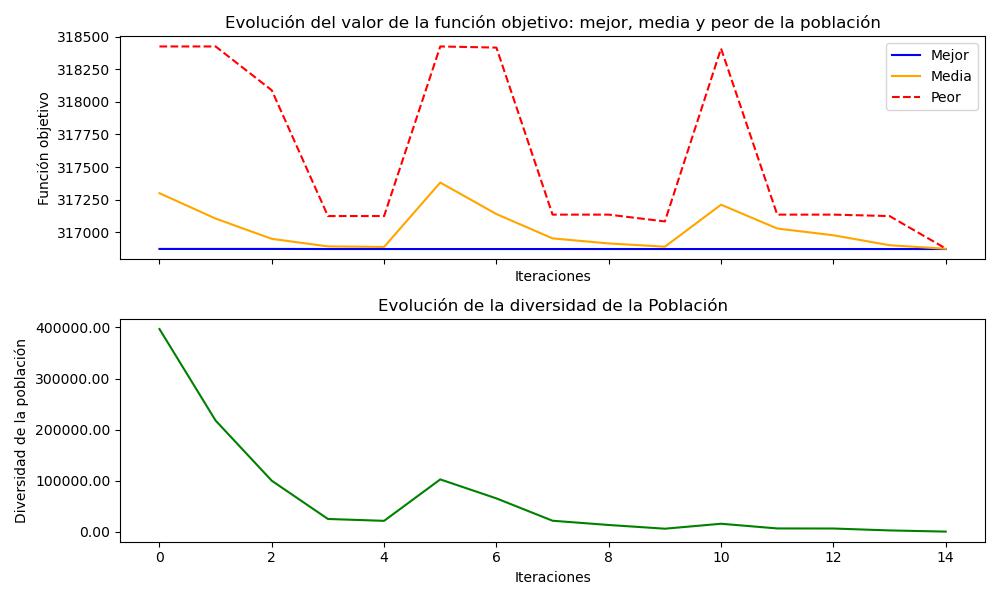 Evolución del valor de la función objetivo: mejor, media y peor de la población
318500
318250
318000
317750
317500
317250
317000
Función objetivo
Mejor
Media
Peor
Iteraciones
Evolución de la diversidad de la Población
400000.00
300000.00
200000.00
100000.00
0.00
Diversidad de la población
0 2 4 6 8 10 12 14
Iteraciones